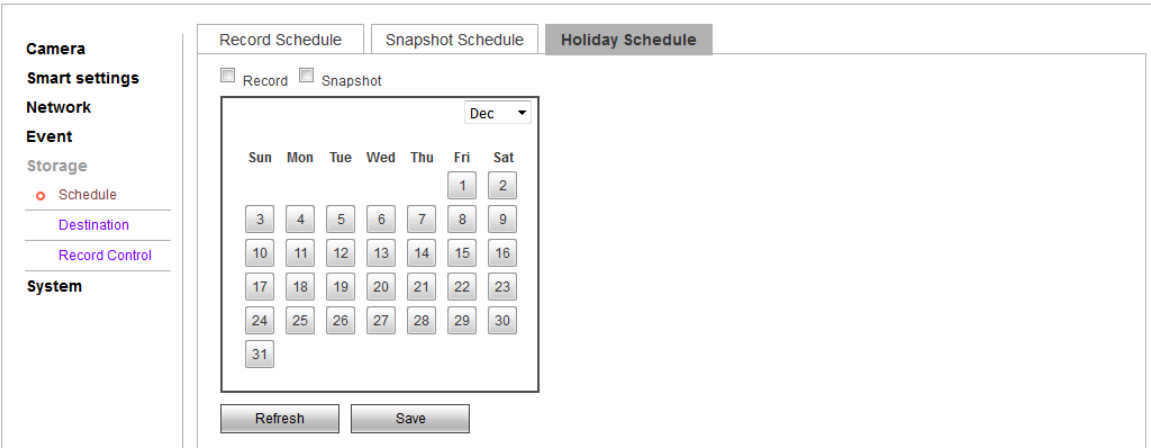 Camera
Smart settings
Network
Event
Storage
Schedule
Destination
Record Control
System
Record Schedule Snapshot Schedule Holiday Schedule
Record Snapshot
Dec
Sun Mon Tue Wed Thu Fri Sat
1 2
3 4 5 6 7 8 9
10 11 12 13 14 15 16
17 18 19 20 21 22 23
24 25 26 27 28 29 30
31
Refresh Save